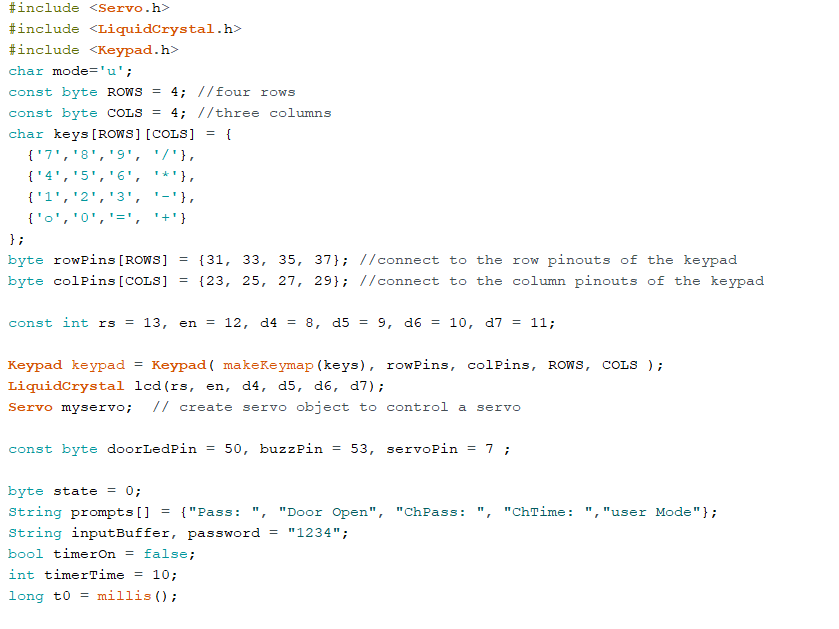 #include <Servo.h>
#include <LiquidCrystal.h>
#include <Keypad.h>
char mode='u';
const byte ROWS = 4; //four rows
const byte COLS = 4; //three columns
char keys[ROWS][COLS] = {
  {'7','8','9', '/'},
  {'4','5','6', '*'},
  {'1','2','3', '-'},
  {'o','0','=', '+'}
};
byte rowPins[ROWS] = {31, 33, 35, 37}; //connect to the row pinouts of the keypad
byte colPins[COLS] = {23, 25, 27, 29}; //connect to the column pinouts of the keypad

const int rs = 13, en = 12, d4 = 8, d5 = 9, d6 = 10, d7 = 11;

Keypad keypad = Keypad( makeKeymap(keys), rowPins, colPins, ROWS, COLS );
LiquidCrystal lcd(rs, en, d4, d5, d6, d7);
Servo myservo;  // create servo object to control a servo

const byte doorLedPin = 50, buzzPin = 53, servoPin = 7 ;

byte state = 0;
String prompts[] = {"Pass: ", "Door Open", "ChPass: ", "ChTime: ","user Mode"};
String inputBuffer, password = "1234";
bool timerOn = false;
int timerTime = 10;
long t0 = millis();